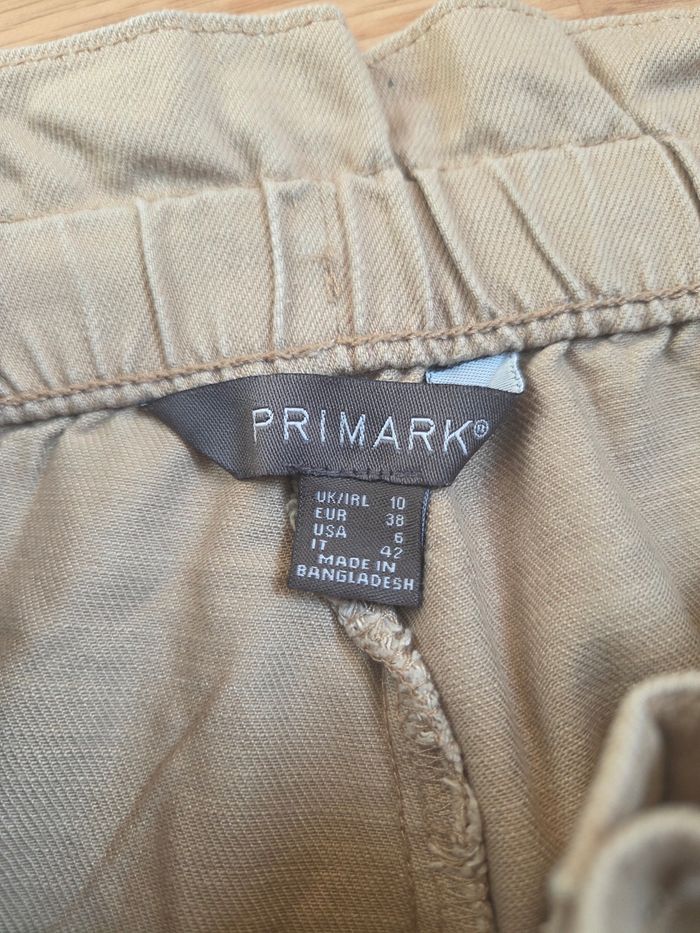 PRIMARK®
UK/IRL 10
EUR 38
USA 6
IT 42
MADE IN
BANGLADESH